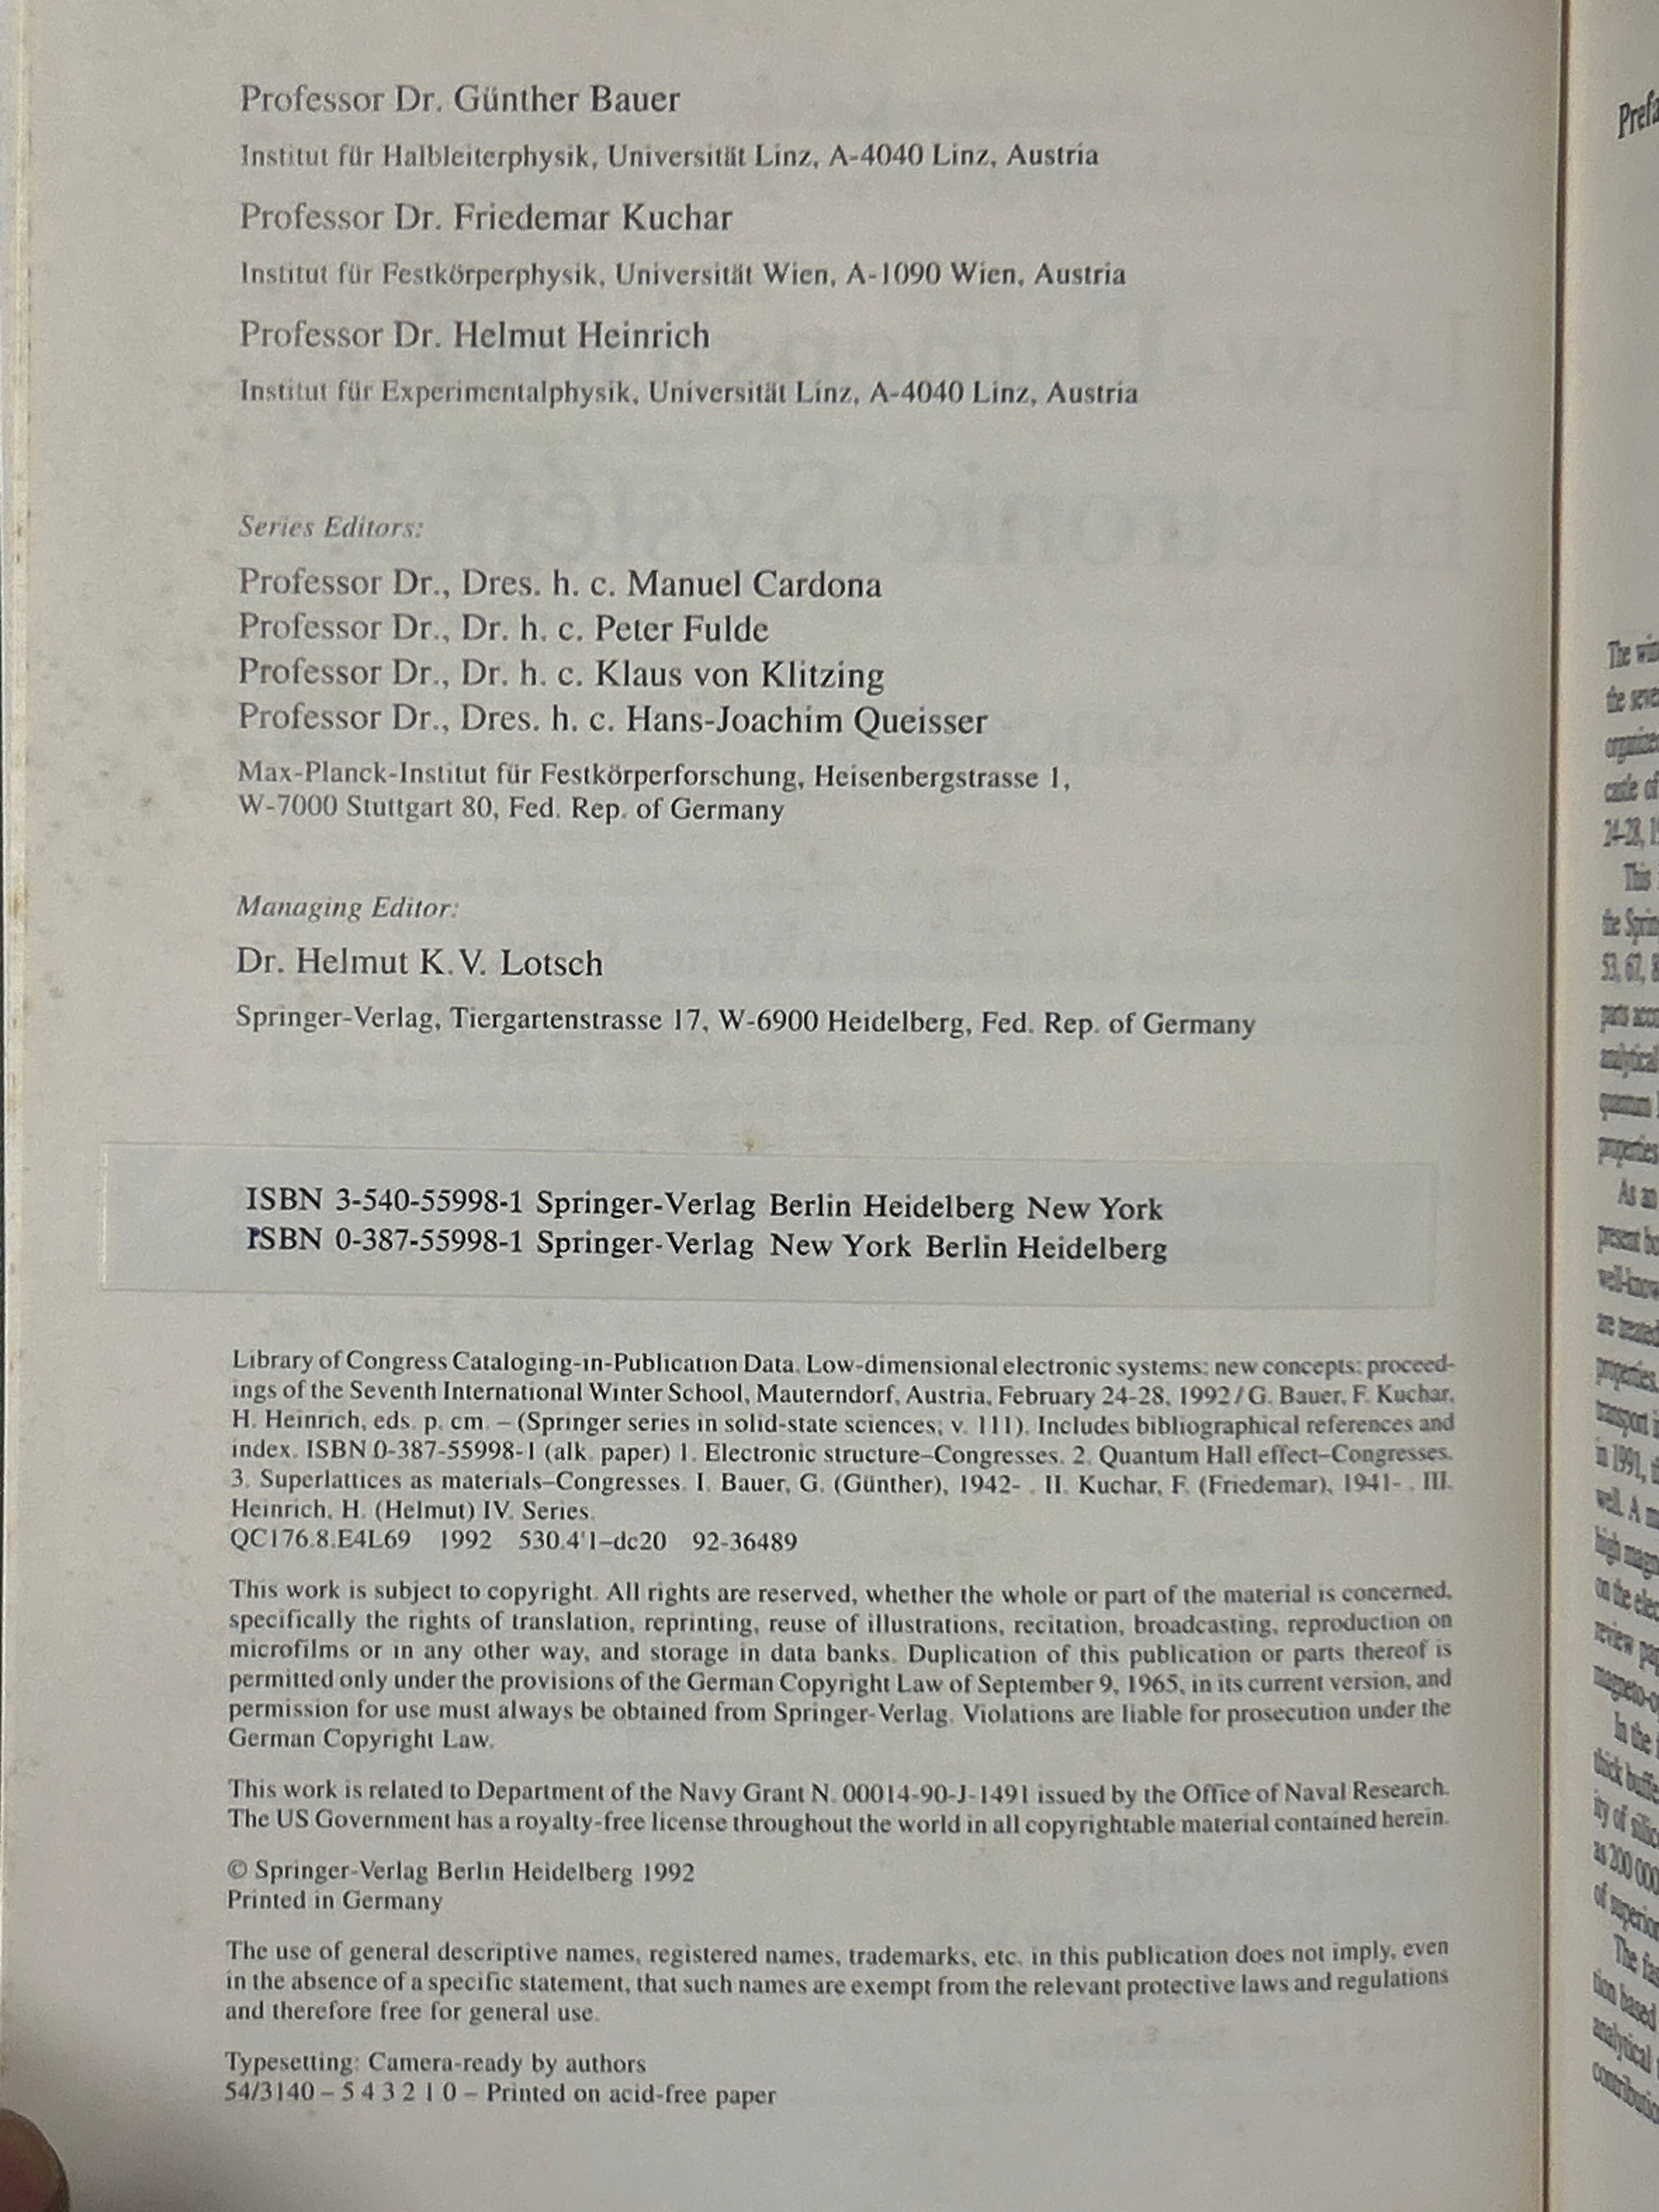 Professor Dr. Günther Bauer
Institut für Halbleiterphysik, Universität Linz, A-4040 Linz, Austria
Professor Dr. Friedemar Kuchar
Institut für Festkörperphysik, Universität Wien, A-1090 Wien, Austria
Professor Dr. Helmut Heinrich
Institut für Experimentalphysik, Universität Linz, A-4040 Linz, Austria
Series Editors:
Professor Dr., Dres. h. c. Manuel Cardona
Professor Dr., Dr. h. c. Peter Fulde
Professor Dr., Dr. h. c. Klaus von Klitzing
Professor Dr., Dres. h. c. Hans-Joachim Queisser
Max-Planck-Institut für Festkörperforschung, Heisenbergstrasse 1,
W-7000 Stuttgart 80, Fed. Rep. of Germany
Managing Editor:
Dr. Helmut K.V. Lotsch
Springer-Verlag, Tiergartenstrasse 17, W-6900 Heidelberg, Fed. Rep. of Germany
ISBN 3-540-55998-1 Springer-Verlag Berlin Heidelberg New York
ISBN 0-387-55998-1 Springer-Verlag New York Berlin Heidelberg
Library of Congress Cataloging-in-Publication Data. Low-dimensional electronic systems: new concepts: proceed-
ings of the Seventh International Winter School, Mauterndorf, Austria, February 24-28, 1992 / G. Bauer, F. Kuchar,
H. Heinrich, eds. p. cm. – (Springer series in solid-state sciences; v. 111). Includes bibliographical references and
index. ISBN 0-387-55998-1 (alk. paper) 1. Electronic structure–Congresses. 2. Quantum Hall effect–Congresses.
3. Superlattices as materials–Congresses. I. Bauer, G. (Günther), 1942- . II. Kuchar, F. (Friedemar), 1941- . III.
Heinrich, H. (Helmut) IV. Series.
QC176.8.E4L69 1992 530.4'1–dc20 92-36489
This work is subject to copyright. All rights are reserved, whether the whole or part of the material is concerned,
specifically the rights of translation, reprinting, reuse of illustrations, recitation, broadcasting, reproduction on
microfilms or in any other way, and storage in data banks. Duplication of this publication or parts thereof is
permitted only under the provisions of the German Copyright Law of September 9, 1965, in its current version, and
permission for use must always be obtained from Springer-Verlag. Violations are liable for prosecution under the
German Copyright Law.
This work is related to Department of the Navy Grant N. 00014-90-J-1491 issued by the Office of Naval Research.
The US Government has a royalty-free license throughout the world in all copyrightable material contained herein.
© Springer-Verlag Berlin Heidelberg 1992
Printed in Germany
The use of general descriptive names, registered names, trademarks, etc. in this publication does not imply, even
in the absence of a specific statement, that such names are exempt from the relevant protective laws and regulations
and therefore free for general use.
Typesetting: Camera-ready by authors
54/3140 – 5 4 3 2 1 0 – Printed on acid-free paper